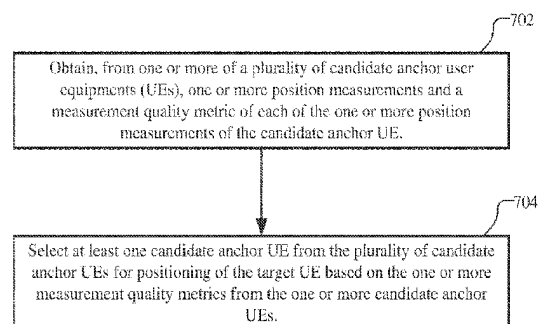 702
Obtain, from one or more of a plurality of candidate anchor user
equipments (UEs), one or more position measurements and a
measurement quality metric of each of the one or more position
measurements of the candidate anchor UE.
704
Select at least one candidate anchor UE from the plurality of candidate
anchor UEs for positioning of the target UE based on the one or more
measurement quality metrics from the one or more candidate anchor
UEs.